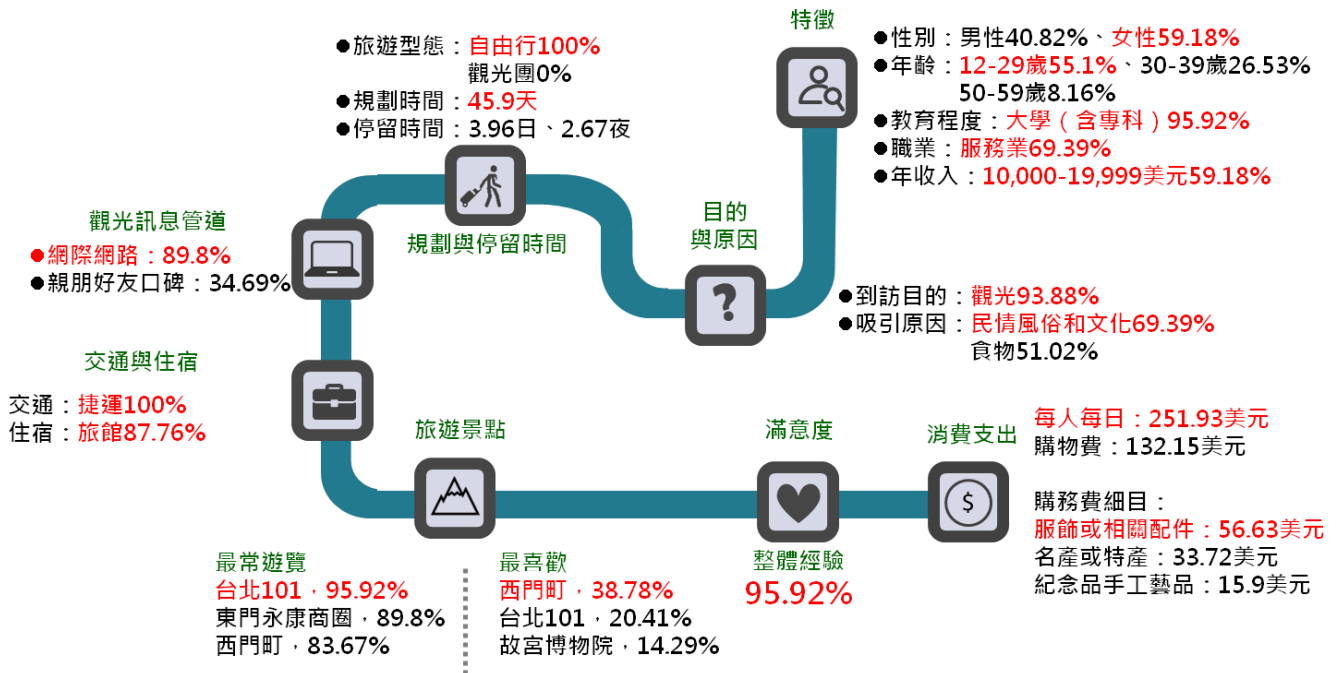 特徵
●性別：男性40.82%、女性59.18%
●年齡：12-29歲55.1%、30-39歲26.53%
50-59歲8.16%
●教育程度：大學（含專科）95.92%
●職業：服務業69.39%
●年收入：10,000-19,999美元59.18%
目的
與原因
●到訪目的：觀光93.88%
●吸引原因：民情風俗和文化69.39%
食物51.02%
●旅遊型態：自由行100%
觀光團0%
●規劃時間：45.9天
●停留時間：3.96日、2.67夜
規劃與停留時間
觀光訊息管道
●網際網路：89.8%
●親朋好友口碑：34.69%
交通與住宿
交通：捷運100%
住宿：旅館87.76%
旅遊景點
最常遊覽
台北101，95.92%
東門永康商圈，89.8%
西門町，83.67%
最喜歡
西門町，38.78%
台北101，20.41%
故宮博物院，14.29%
滿意度
整體經驗
95.92%
消費支出
$
每人每日：251.93美元
購物費：132.15美元
購務費細目：
服飾或相關配件：56.63美元
名產或特產：33.72美元
紀念品手工藝品：15.9美元